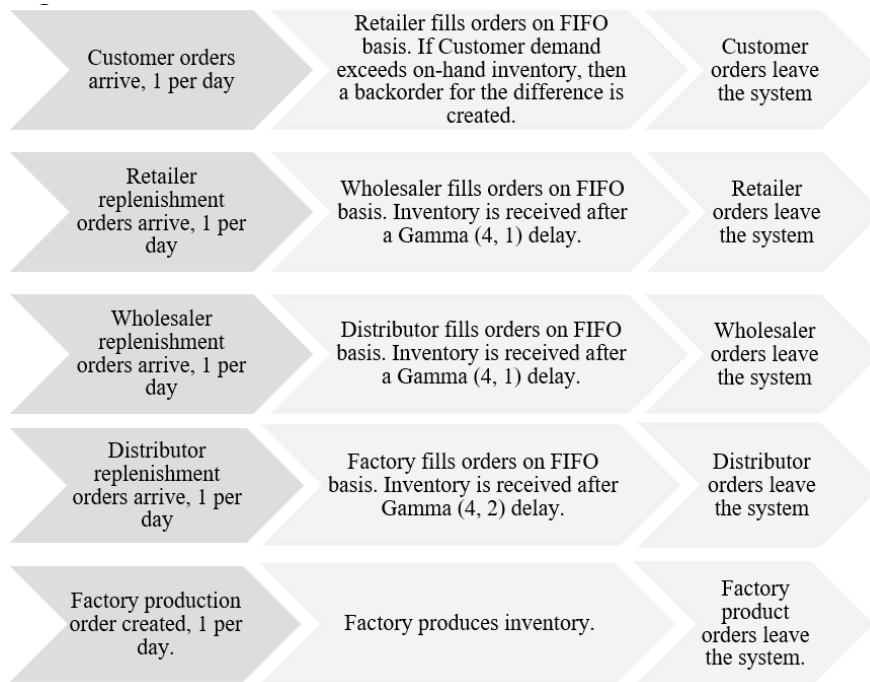 Customer orders
arrive, 1 per day
Retailer fills orders on FIFO
basis. If Customer demand
exceeds on-hand inventory, then
a backorder for the difference is
created.
Customer
orders leave
the system
Retailer
replenishment
orders arrive, 1 per
day
Wholesaler fills orders on FIFO
basis. Inventory is received after
a Gamma (4, 1) delay.
Retailer
orders leave
the system
Wholesaler
replenishment
orders arrive, 1 per
day
Distributor fills orders on FIFO
basis. Inventory is received after
a Gamma (4, 1) delay.
Wholesaler
orders leave
the system
Distributor
replenishment
orders arrive, 1 per
day
Factory fills orders on FIFO
basis. Inventory is received after
Gamma (4, 2) delay.
Distributor
orders leave
the system
Factory production
order created, 1 per
day.
Factory produces inventory.
Factory
product
orders leave
the system.